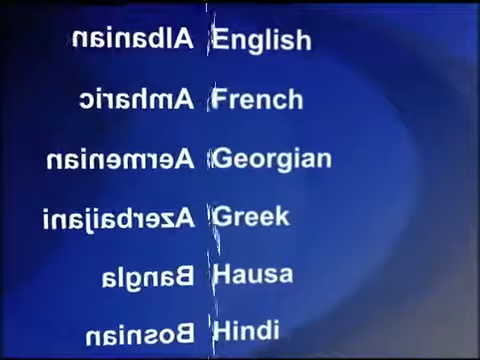 Albanian English
Amharic French
Aermenian Georgian
Azerbaijani Greek
Bangla Hausa
Bosnian Hindi